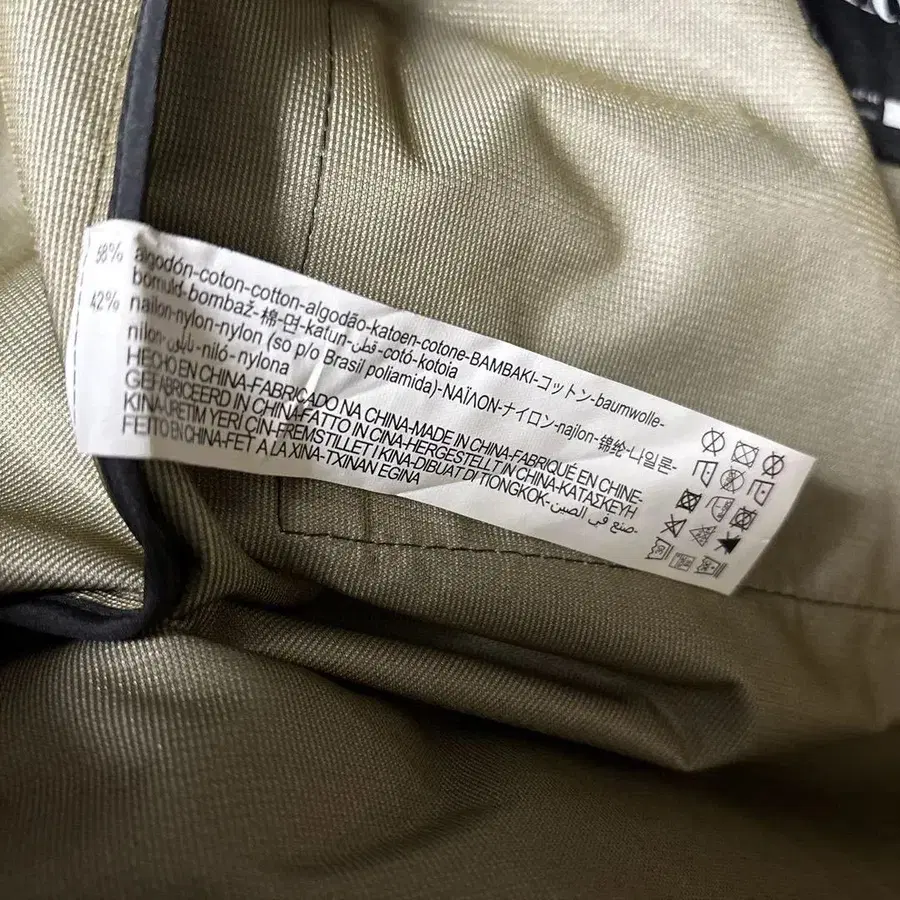 58% algodón-coton-cotton-algodão-katoen-cotone-BAMBAKI-コットン-baumwolle-
bomuld-bombaž-棉-면-katun-قطن-cotó-kotoia
42% nailon-nylon-nylon (so p/o Brasil poliamida)-NAÏΛON-ナイロン-najlon-锦纶-나일론-
nilon-نايلون-niló-nylona
HECHO EN CHINA-FABRICADO NA CHINA-MADE IN CHINA-FABRIQUÉ EN CHINE-
GEFABRICEERD IN CHINA-FATTO IN CINA-HERGESTELLT IN CHINA-ΚΑΤΑΣΚΕΥΗ
KINA-ÜRETIM YERI ÇIN-FREMSTILLET I KINA-DIBUAT DI TIONGKOK-صنع في الصين-
FEITO EN CHINA-FET A LA XINA-TXINAN EGINA